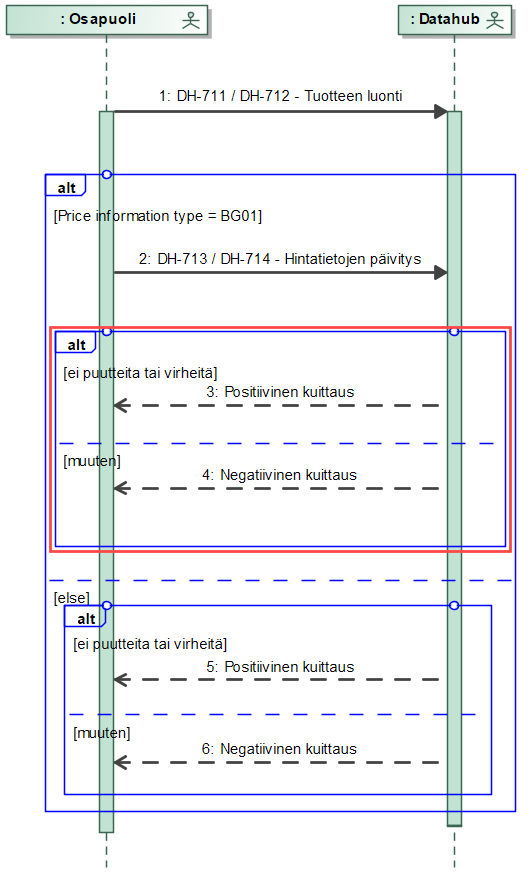 : Osapuoli
: Datahub
1: DH-711 / DH-712 - Tuotteen luonti
alt
[Price information type = BG01]
2: DH-713 / DH-714 - Hintatietojen päivitys
alt
[ei puutteita tai virheitä]
3: Positiivinen kuittaus
[muuten]
4: Negatiivinen kuittaus
[else]
alt
[ei puutteita tai virheitä]
5: Positiivinen kuittaus
[muuten]
6: Negatiivinen kuittaus